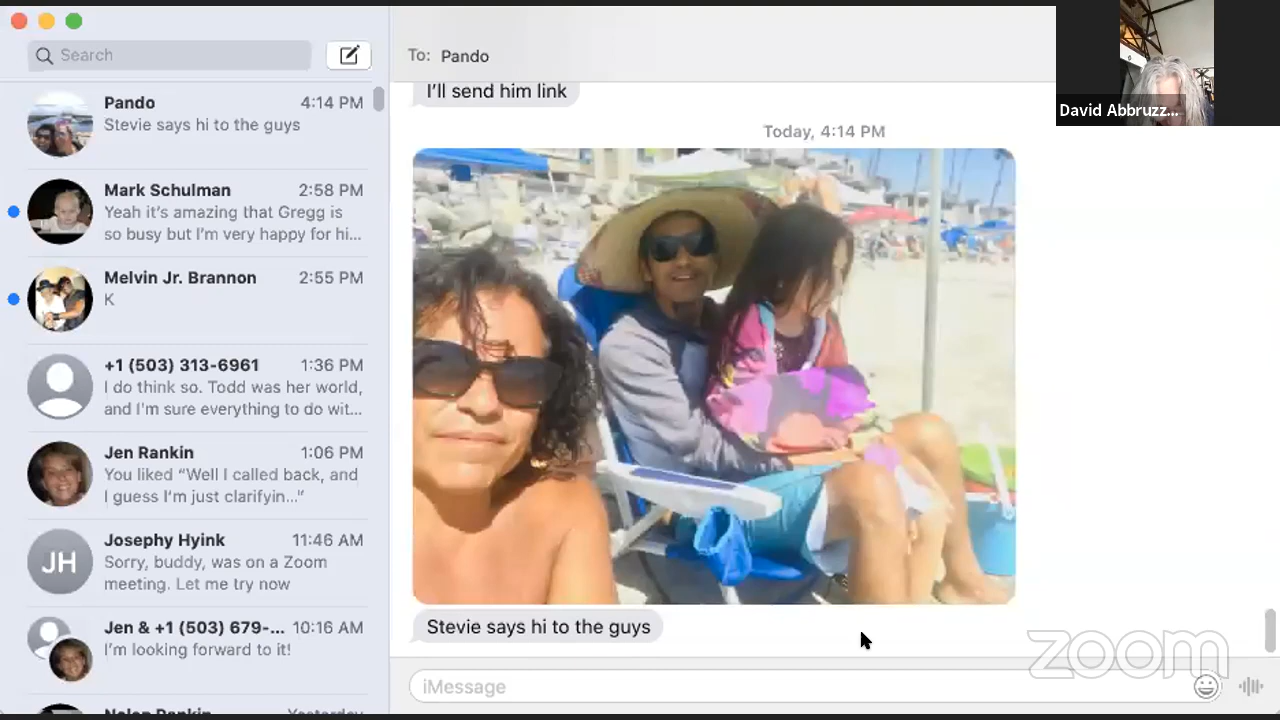 Search
To: Pando
Pando 4:14 PM
Stevie says hi to the guys
Mark Schulman 2:58 PM
Yeah it's amazing that Gregg is
so busy but I'm very happy for hi...
Melvin Jr. Brannon 2:55 PM
K
+1 (503) 313-6961 1:36 PM
I do think so. Todd was her world,
and I'm sure everything to do wit...
Jen Rankin 1:06 PM
You liked “Well I called back, and
I guess I'm just clarifyin...”
JH
Josephy Hyink 11:46 AM
Sorry, buddy, was on a Zoom
meeting. Let me try now
Jen & +1 (503) 679-... 10:16 AM
I'm looking forward to it!
Nolan Rankin Yesterday
I'll send him link
Today, 4:14 PM
Stevie says hi to the guys
iMessage
David Abbruzz...
zoom